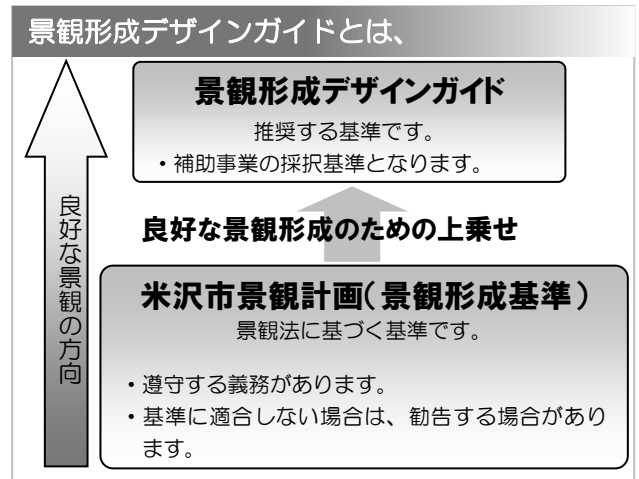 景観形成デザインガイドとは、
景観形成デザインガイド
推奨する基準です。
・補助事業の採択基準となります。
良好な景観の方向
良好な景観形成のための上乗せ
米沢市景観計画（景観形成基準）
景観法に基づく基準です。
・遵守する義務があります。
・基準に適合しない場合は、勧告する場合があり
ます。